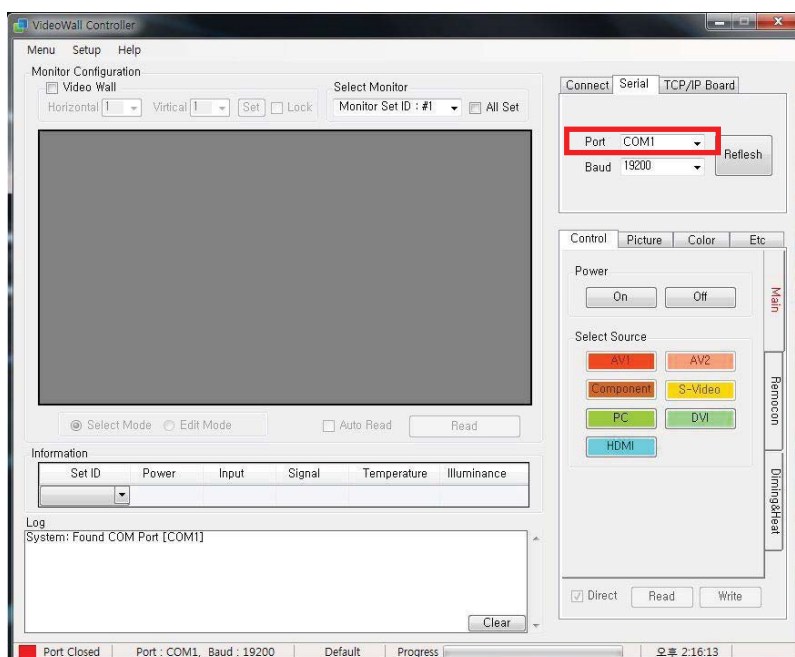 VideoWall Controller
Menu Setup Help
Monitor Configuration
Video Wall
Horizontal 1 Virtical 1 Set Lock
Select Monitor
Monitor Set ID : #1 All Set
Select Mode Edit Mode Auto Read Read
Information
Set ID Power Input Signal Temperature Illuminance
Log
System: Found COM Port [COM1]
Clear
Connect Serial TCP/IP Board
Port COM1
Baud 19200
Reflesh
Control Picture Color Etc
Power
On Off
Select Source
AV1 AV2
Component S-Video
PC DVI
HDMI
Main
Remocon
Diming&Heat
Direct Read Write
Port Closed Port : COM1, Baud : 19200 Default Progress 오후 2:16:13